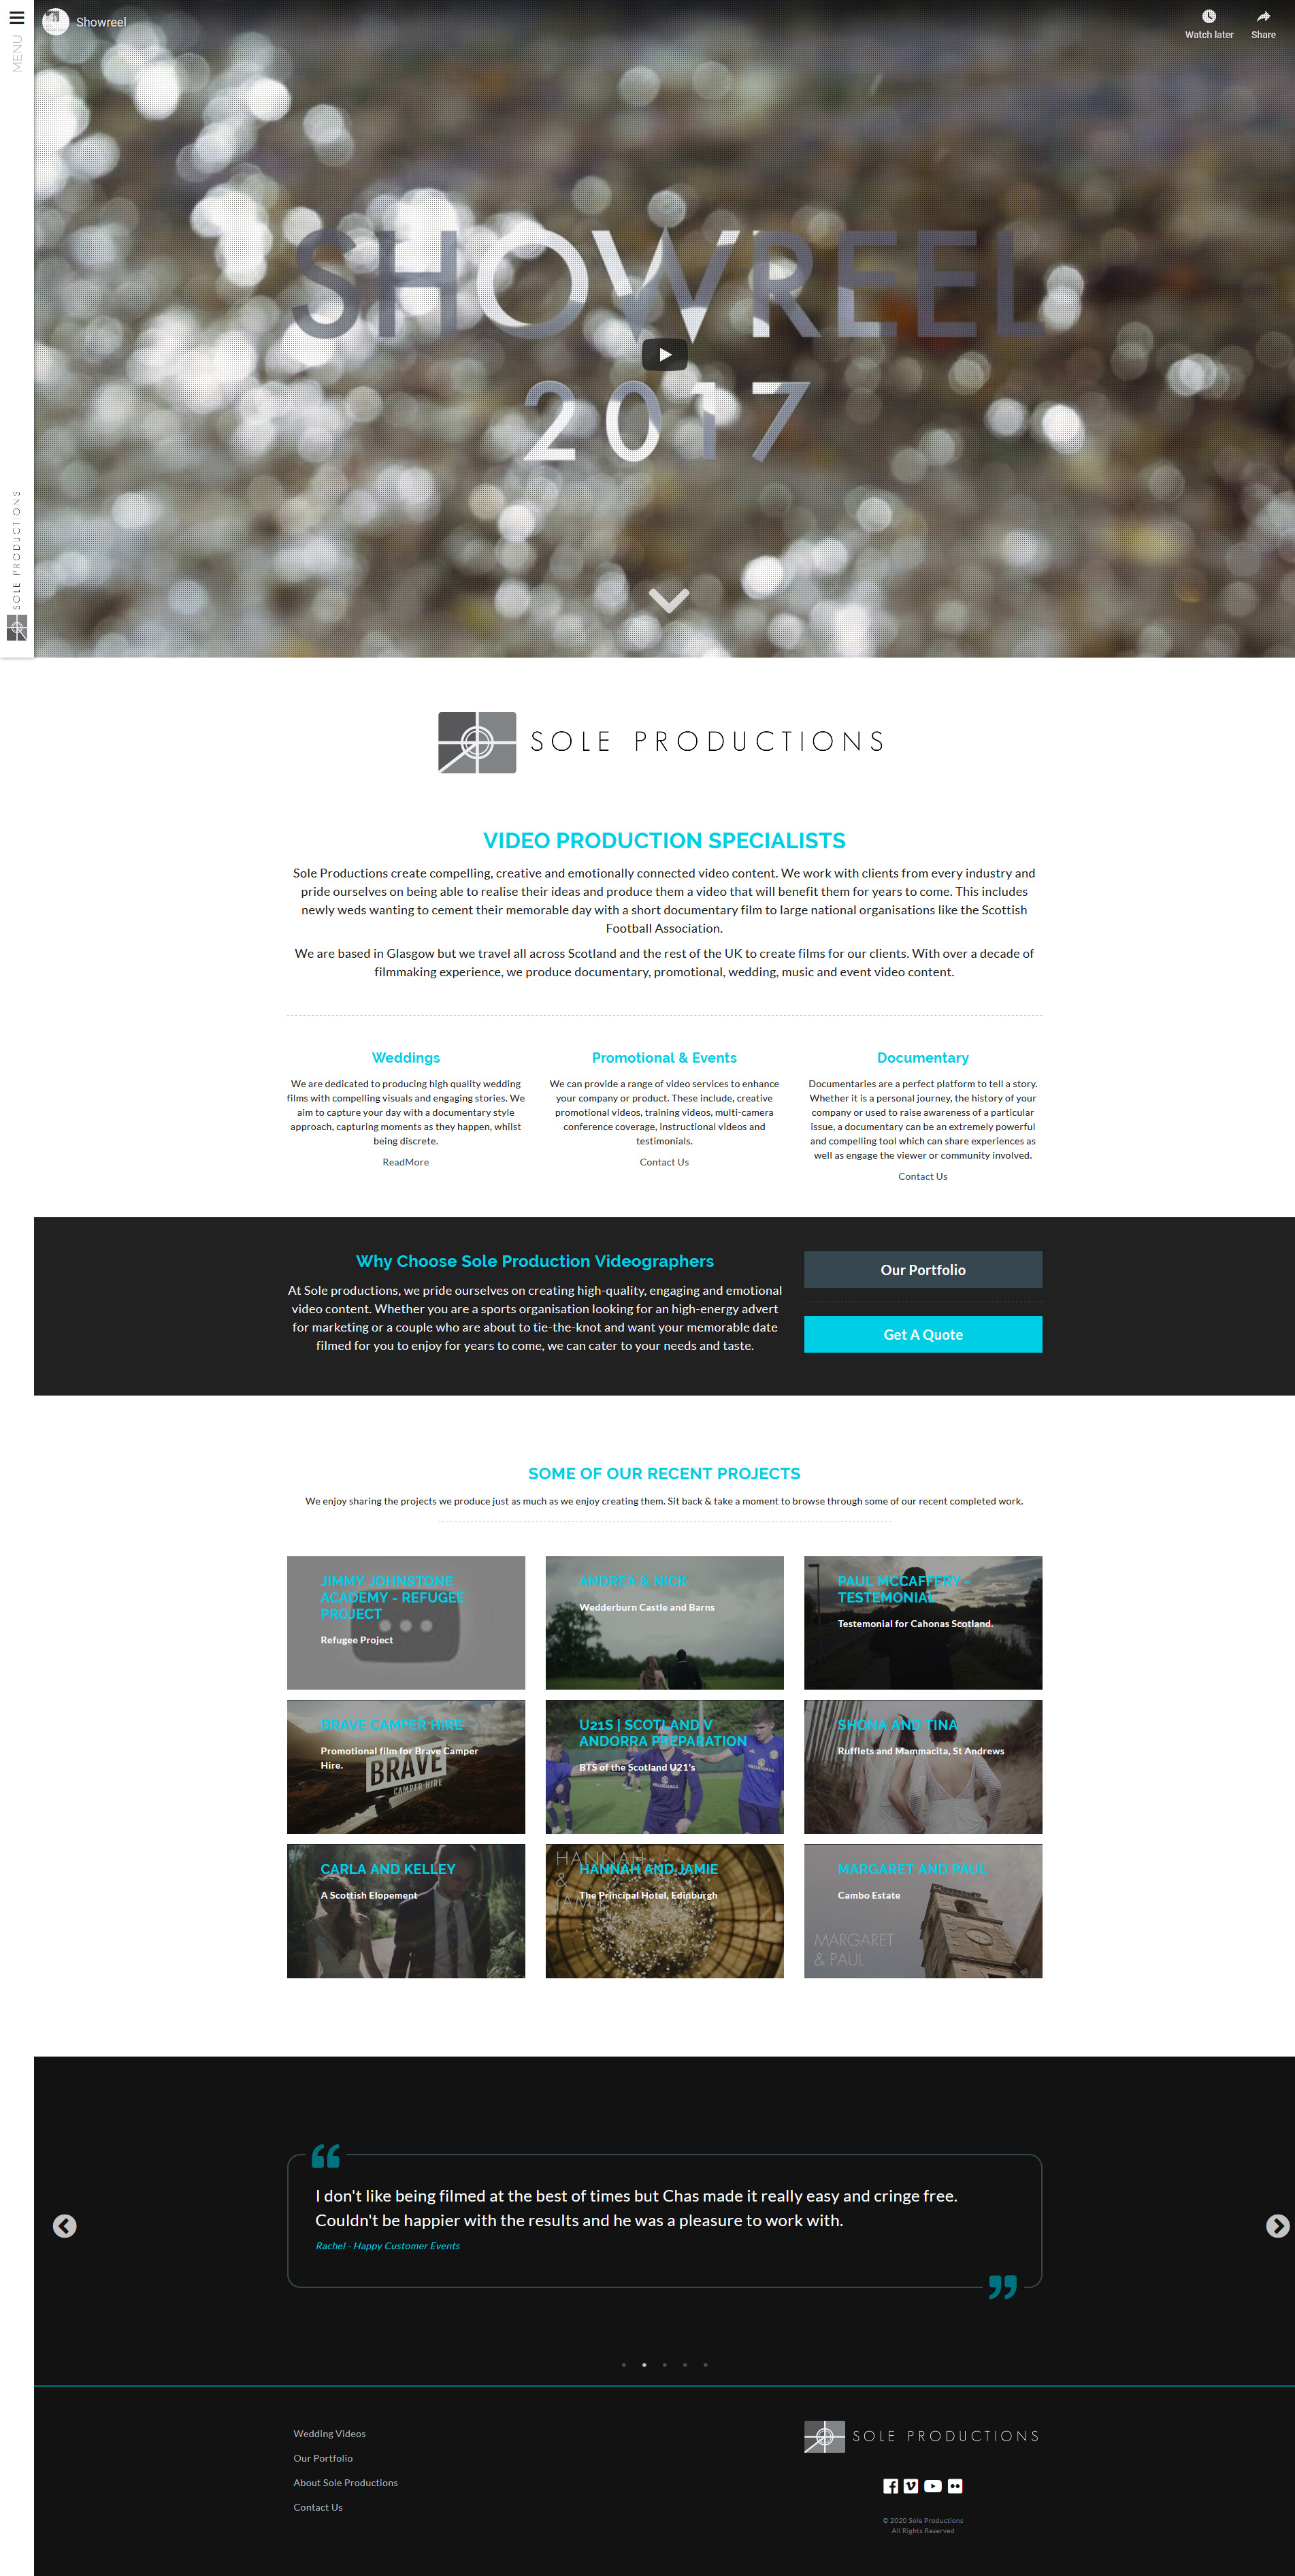 MENU
Showreel
Watch later
Share
SHOWREEL
2017
SOLE PRODUCTIONS
SOLE PRODUCTIONS
VIDEO PRODUCTION SPECIALISTS
Sole Productions create compelling, creative and emotionally connected video content. We work with clients from every industry and
pride ourselves on being able to realise their ideas and produce them a video that will benefit them for years to come. This includes
newly weds wanting to cement their memorable day with a short documentary film to large national organisations like the Scottish
Football Association.
We are based in Glasgow but we travel all across Scotland and the rest of the UK to create films for our clients. With over a decade of
filmmaking experience, we produce documentary, promotional, wedding, music and event video content.
Weddings
We are dedicated to producing high quality wedding
films with compelling visuals and engaging stories. We
aim to capture your day with a documentary style
approach, capturing moments as they happen, whilst
being discrete.
ReadMore
Promotional & Events
We can provide a range of video services to enhance
your company or product. These include, creative
promotional videos, training videos, multi-camera
conference coverage, instructional videos and
testimonials.
Contact Us
Documentary
Documentaries are a perfect platform to tell a story.
Whether it is a personal journey, the history of your
company or used to raise awareness of a particular
issue, a documentary can be an extremely powerful
and compelling tool which can share experiences as
well as engage the viewer or community involved.
Contact Us
Why Choose Sole Production Videographers
At Sole productions, we pride ourselves on creating high-quality, engaging and emotional
video content. Whether you are a sports organisation looking for an high-energy advert
for marketing or a couple who are about to tie-the-knot and want your memorable date
filmed for you to enjoy for years to come, we can cater to your needs and taste.
Our Portfolio
Get A Quote
SOME OF OUR RECENT PROJECTS
We enjoy sharing the projects we produce just as much as we enjoy creating them. Sit back & take a moment to browse through some of our recent completed work.
JIMMY JOHNSTONE
ACADEMY - REFUGEE
PROJECT
Refugee Project
ANDREA & NICK
Wedderburn Castle and Barns
PAUL MCCAFFERY -
TESTEMONIAL
Testemonial for Cahonas Scotland.
BRAVE CAMPER HIRE
Promotional film for Brave Camper
Hire.
BRAVE
CAMPER HIRE
U21S | SCOTLAND V
ANDORRA PREPARATION
BTS of the Scotland U21's
VAUXHALL
VAUXHALL
SHONA AND TINA
Rufflets and Mammacita, St Andrews
CARLA AND KELLEY
A Scottish Elopement
HANNAH
&
JAMIE
HANNAH AND JAMIE
The Principal Hotel, Edinburgh
MARGARET AND PAUL
Cambo Estate
MARGARET
& PAUL
I don't like being filmed at the best of times but Chas made it really easy and cringe free.
Couldn't be happier with the results and he was a pleasure to work with.
Rachel - Happy Customer Events
Wedding Videos
Our Portfolio
About Sole Productions
Contact Us
SOLE PRODUCTIONS
© 2020 Sole Productions
All Rights Reserved